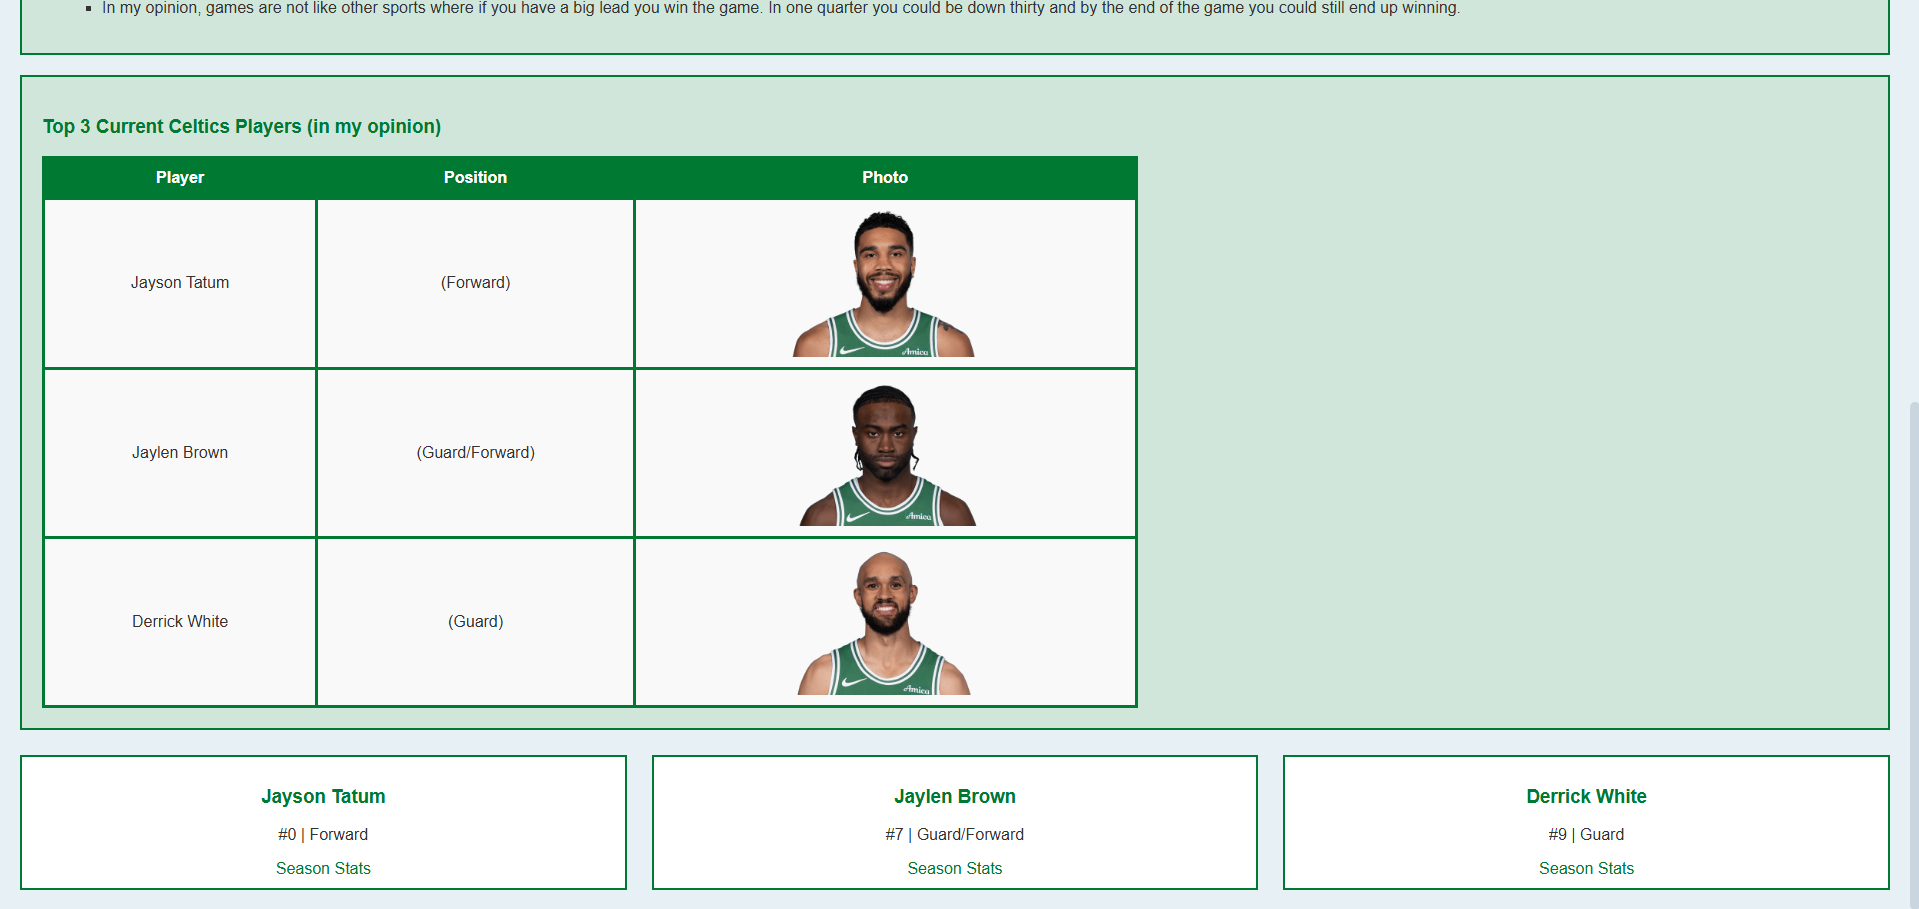 In my opinion, games are not like other sports where if you have a big lead you win the game. In one quarter you could be down thirty and by the end of the game you could still end up winning.
Top 3 Current Celtics Players (in my opinion)
Player Position Photo
Jayson Tatum (Forward)
Amica
Jaylen Brown (Guard/Forward)
Amica
Derrick White (Guard)
Amica
Jayson Tatum
#0 | Forward
Season Stats
Jaylen Brown
#7 | Guard/Forward
Season Stats
Derrick White
#9 | Guard
Season Stats